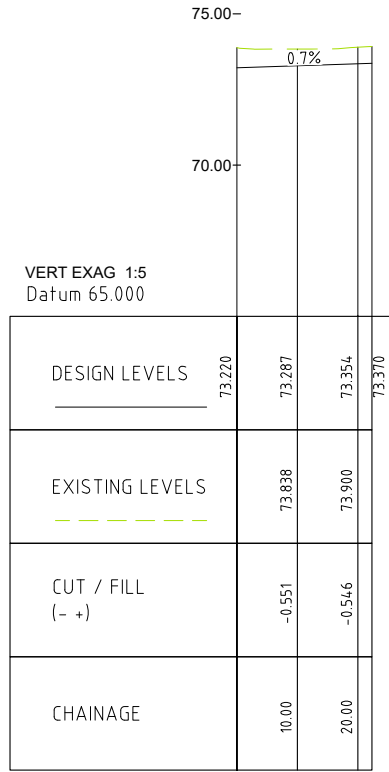 75.00
0.7%
70.00
VERT EXAG 1:5
Datum 65.000
DESIGN LEVELS
73.220
73.287
73.354
73.370
EXISTING LEVELS
73.838
73.900
CUT / FILL
(- +)
-0.551
-0.546
CHAINAGE
10.00
20.00